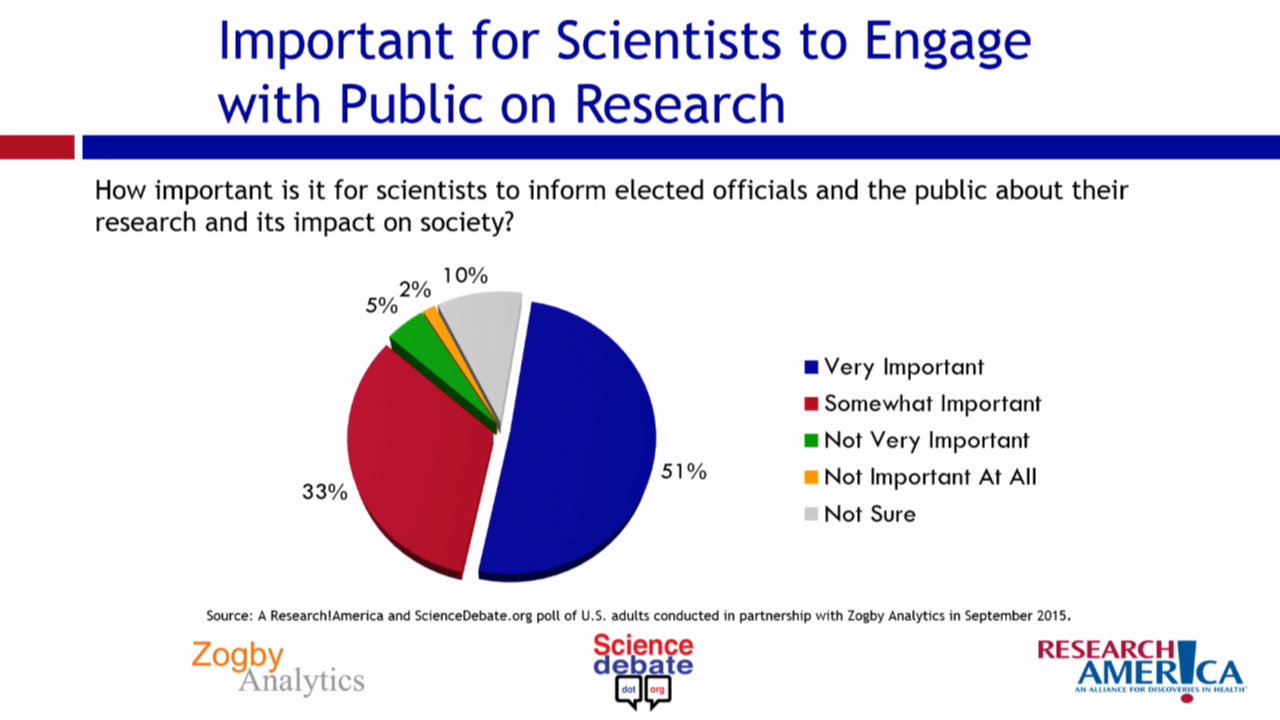 Important for Scientists to Engage
with Public on Research
How important is it for scientists to inform elected officials and the public about their
research and its impact on society?
10%
2%
5%
51%
33%
Very Important
Somewhat Important
Not Very Important
Not Important At All
Not Sure
Source: A Research!America and ScienceDebate.org poll of U.S. adults conducted in partnership with Zogby Analytics in September 2015.
Zogby
Analytics
Science
debate
dot org
RESEARCH
AMERICA
AN ALLIANCE FOR DISCOVERIES IN HEALTH